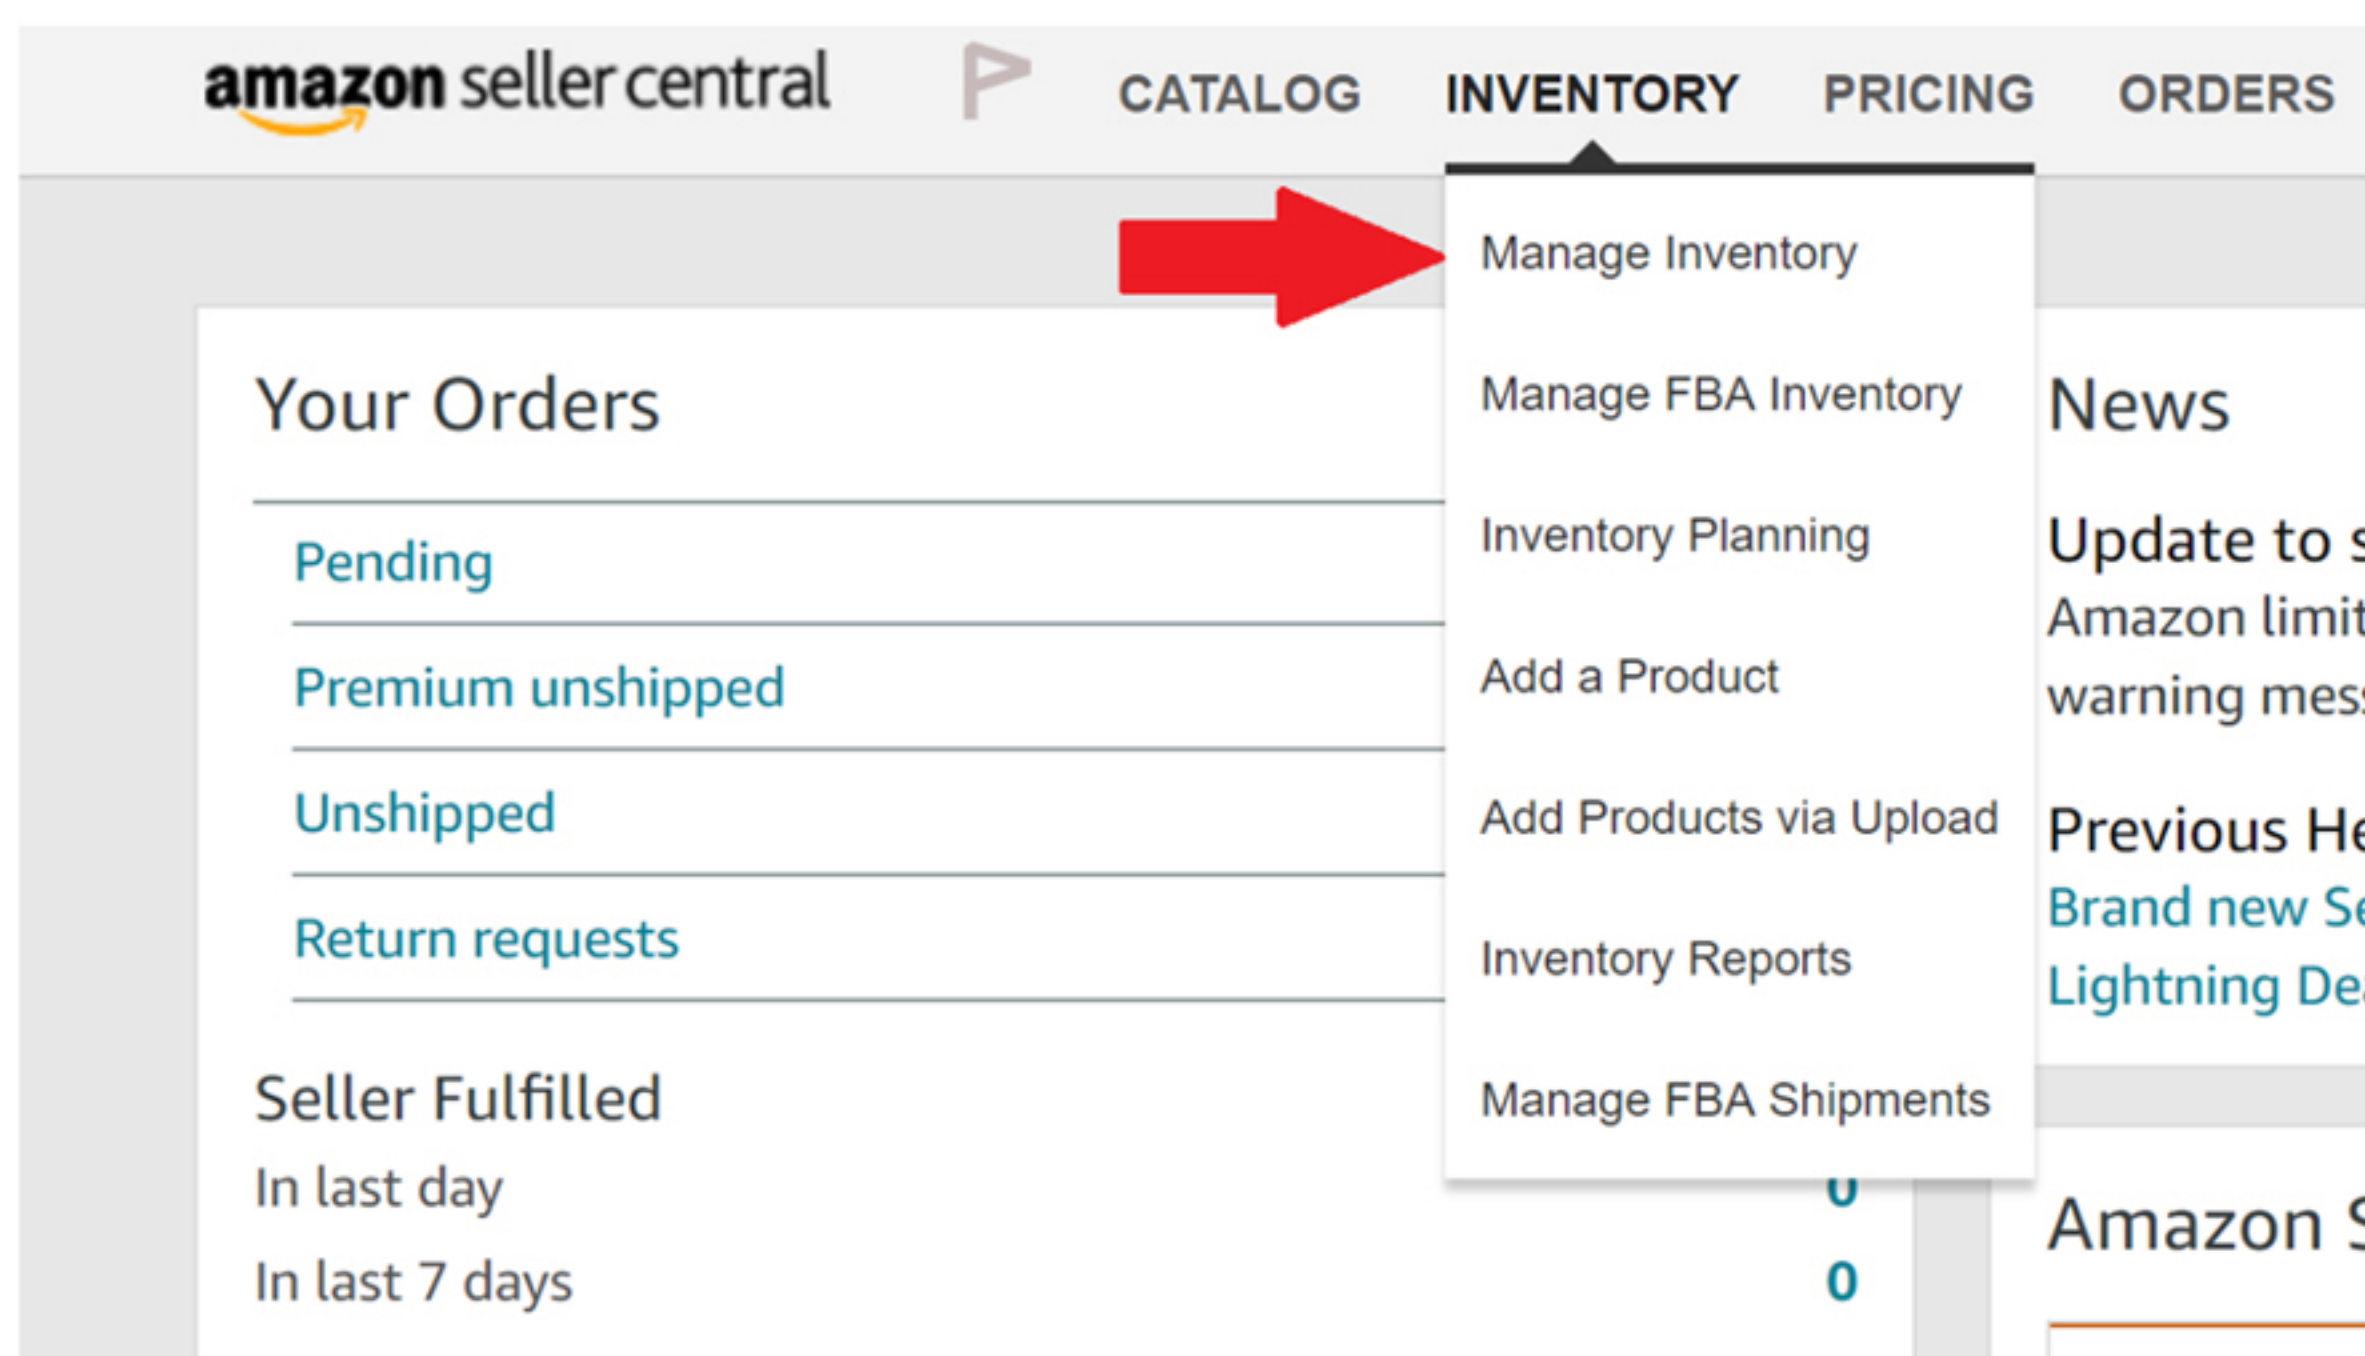 amazon seller central
CATALOG
INVENTORY
PRICING
ORDERS
Manage Inventory
Manage FBA Inventory
Inventory Planning
Add a Product
Add Products via Upload
Inventory Reports
Manage FBA Shipments
Your Orders
Pending
Premium unshipped
Unshipped
Return requests
Seller Fulfilled
In last day 0
In last 7 days 0
News
Update to
Amazon limit
warning mess
Previous He
Brand new Se
Lightning De
Amazon S